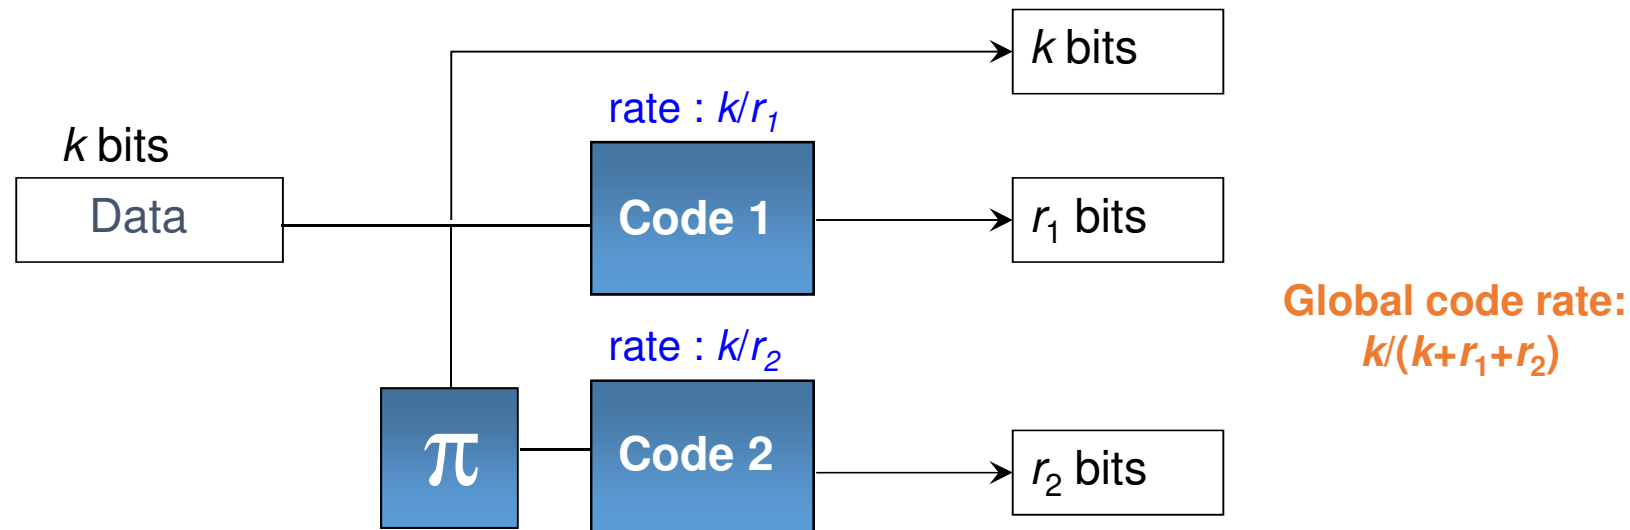 k bits
rate : k/r₁
k bits
Data
Code 1
r₁ bits
Global code rate:
k/(k+r₁+r₂)
rate : k/r₂
π
Code 2
r₂ bits